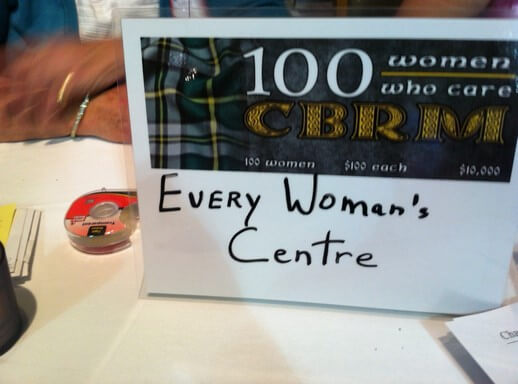 100 women
who care
CBRM
100 women $100 each $10,000
EVERY Woman's
Centre